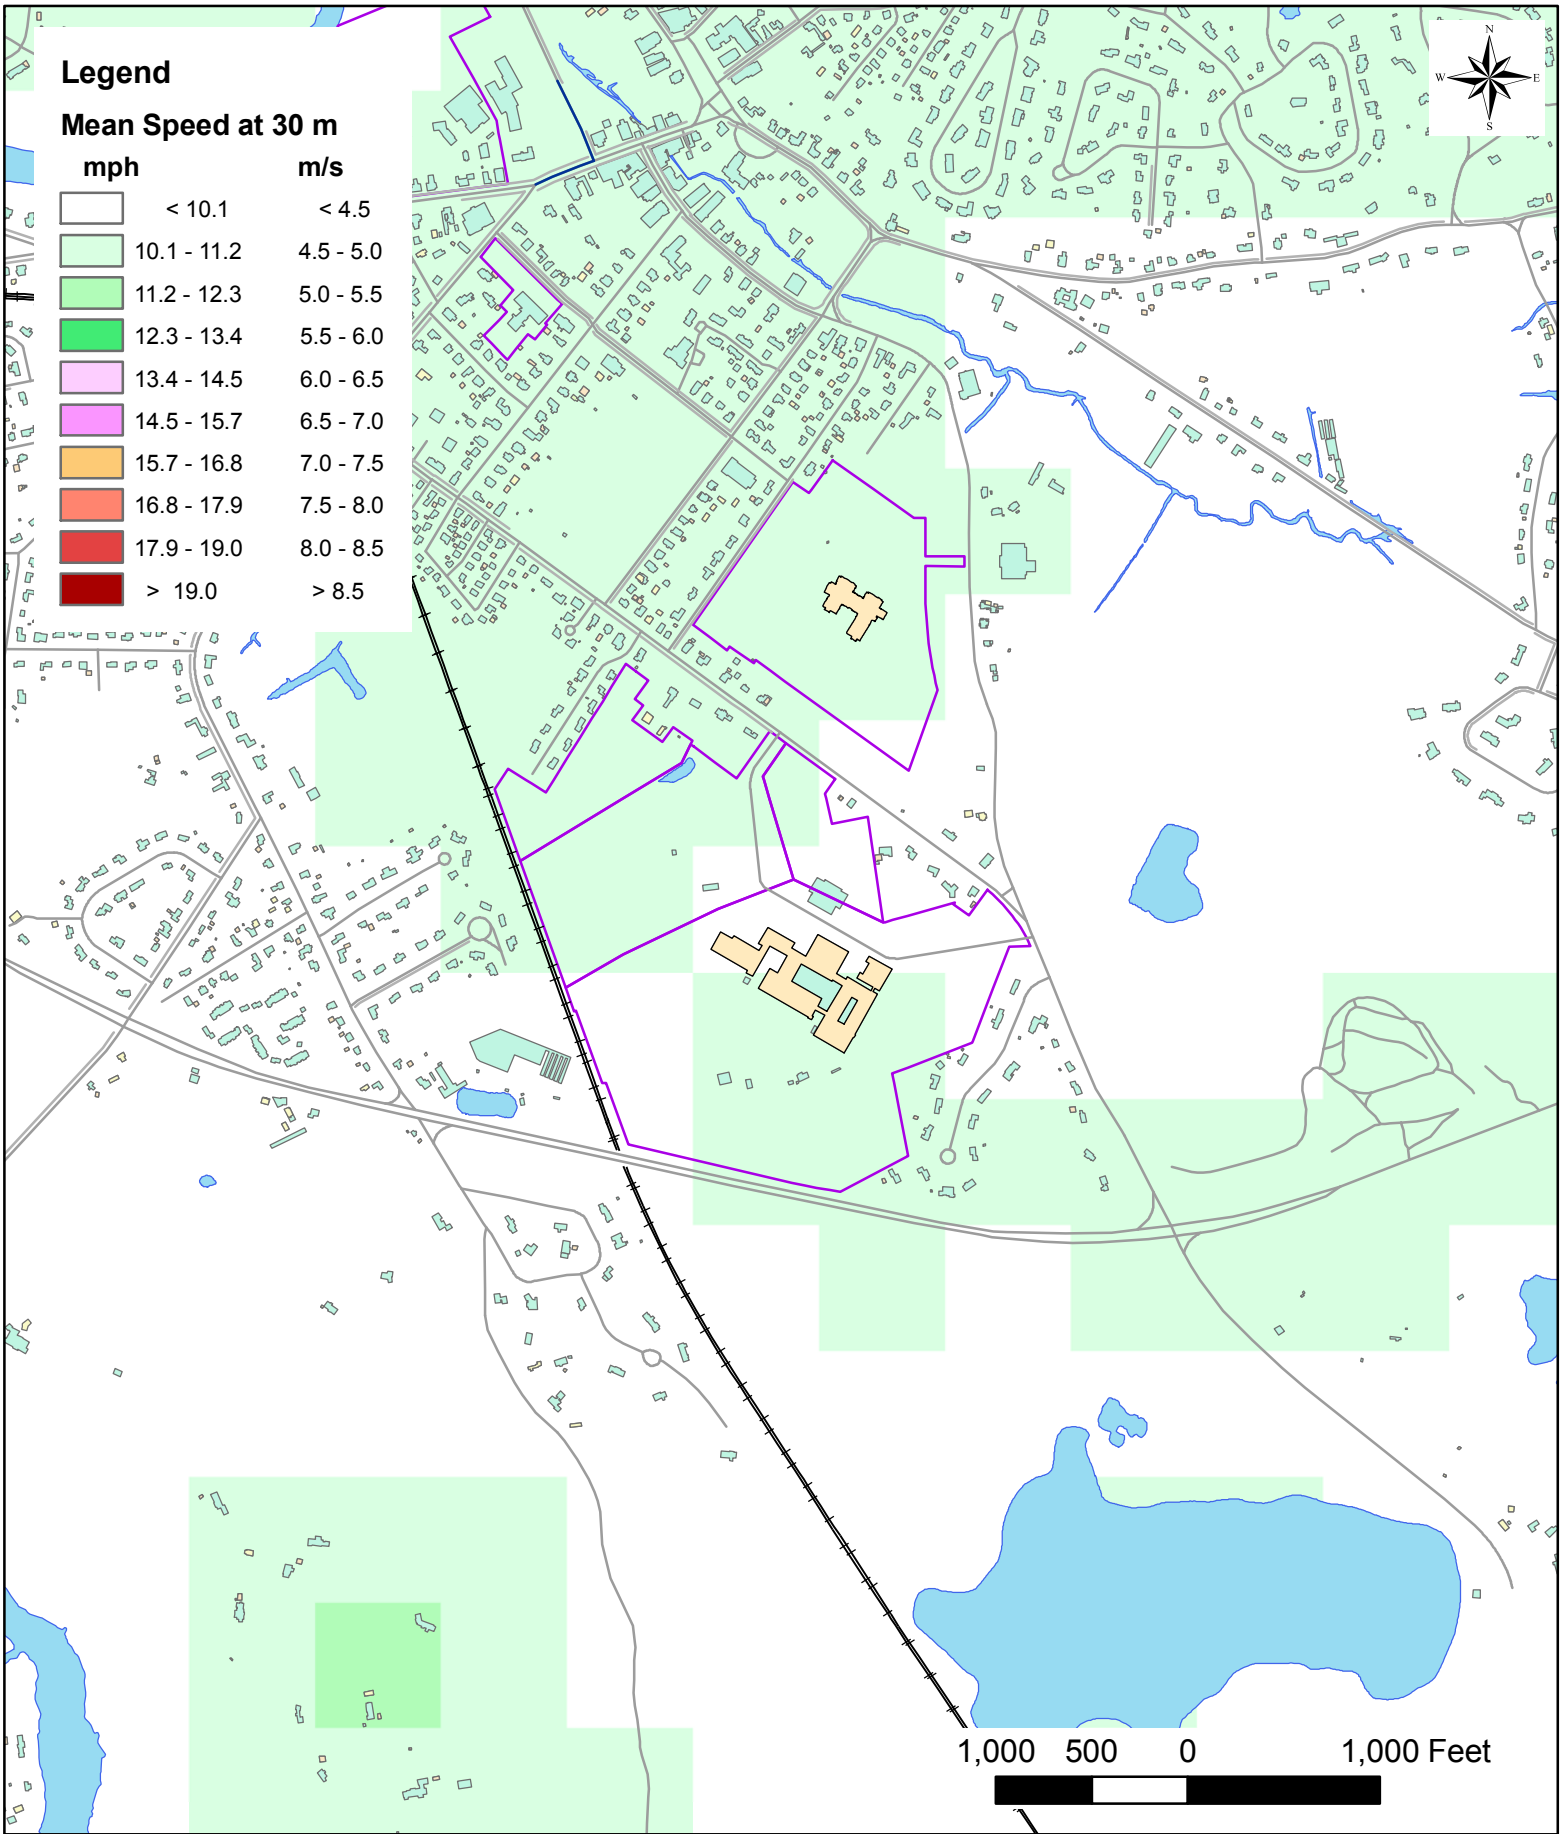 Legend
Mean Speed at 30 m
mph m/s
< 10.1 < 4.5
10.1 - 11.2 4.5 - 5.0
11.2 - 12.3 5.0 - 5.5
12.3 - 13.4 5.5 - 6.0
13.4 - 14.5 6.0 - 6.5
14.5 - 15.7 6.5 - 7.0
15.7 - 16.8 7.0 - 7.5
16.8 - 17.9 7.5 - 8.0
17.9 - 19.0 8.0 - 8.5
> 19.0 > 8.5
N
W E
S
1,000 500 0 1,000 Feet